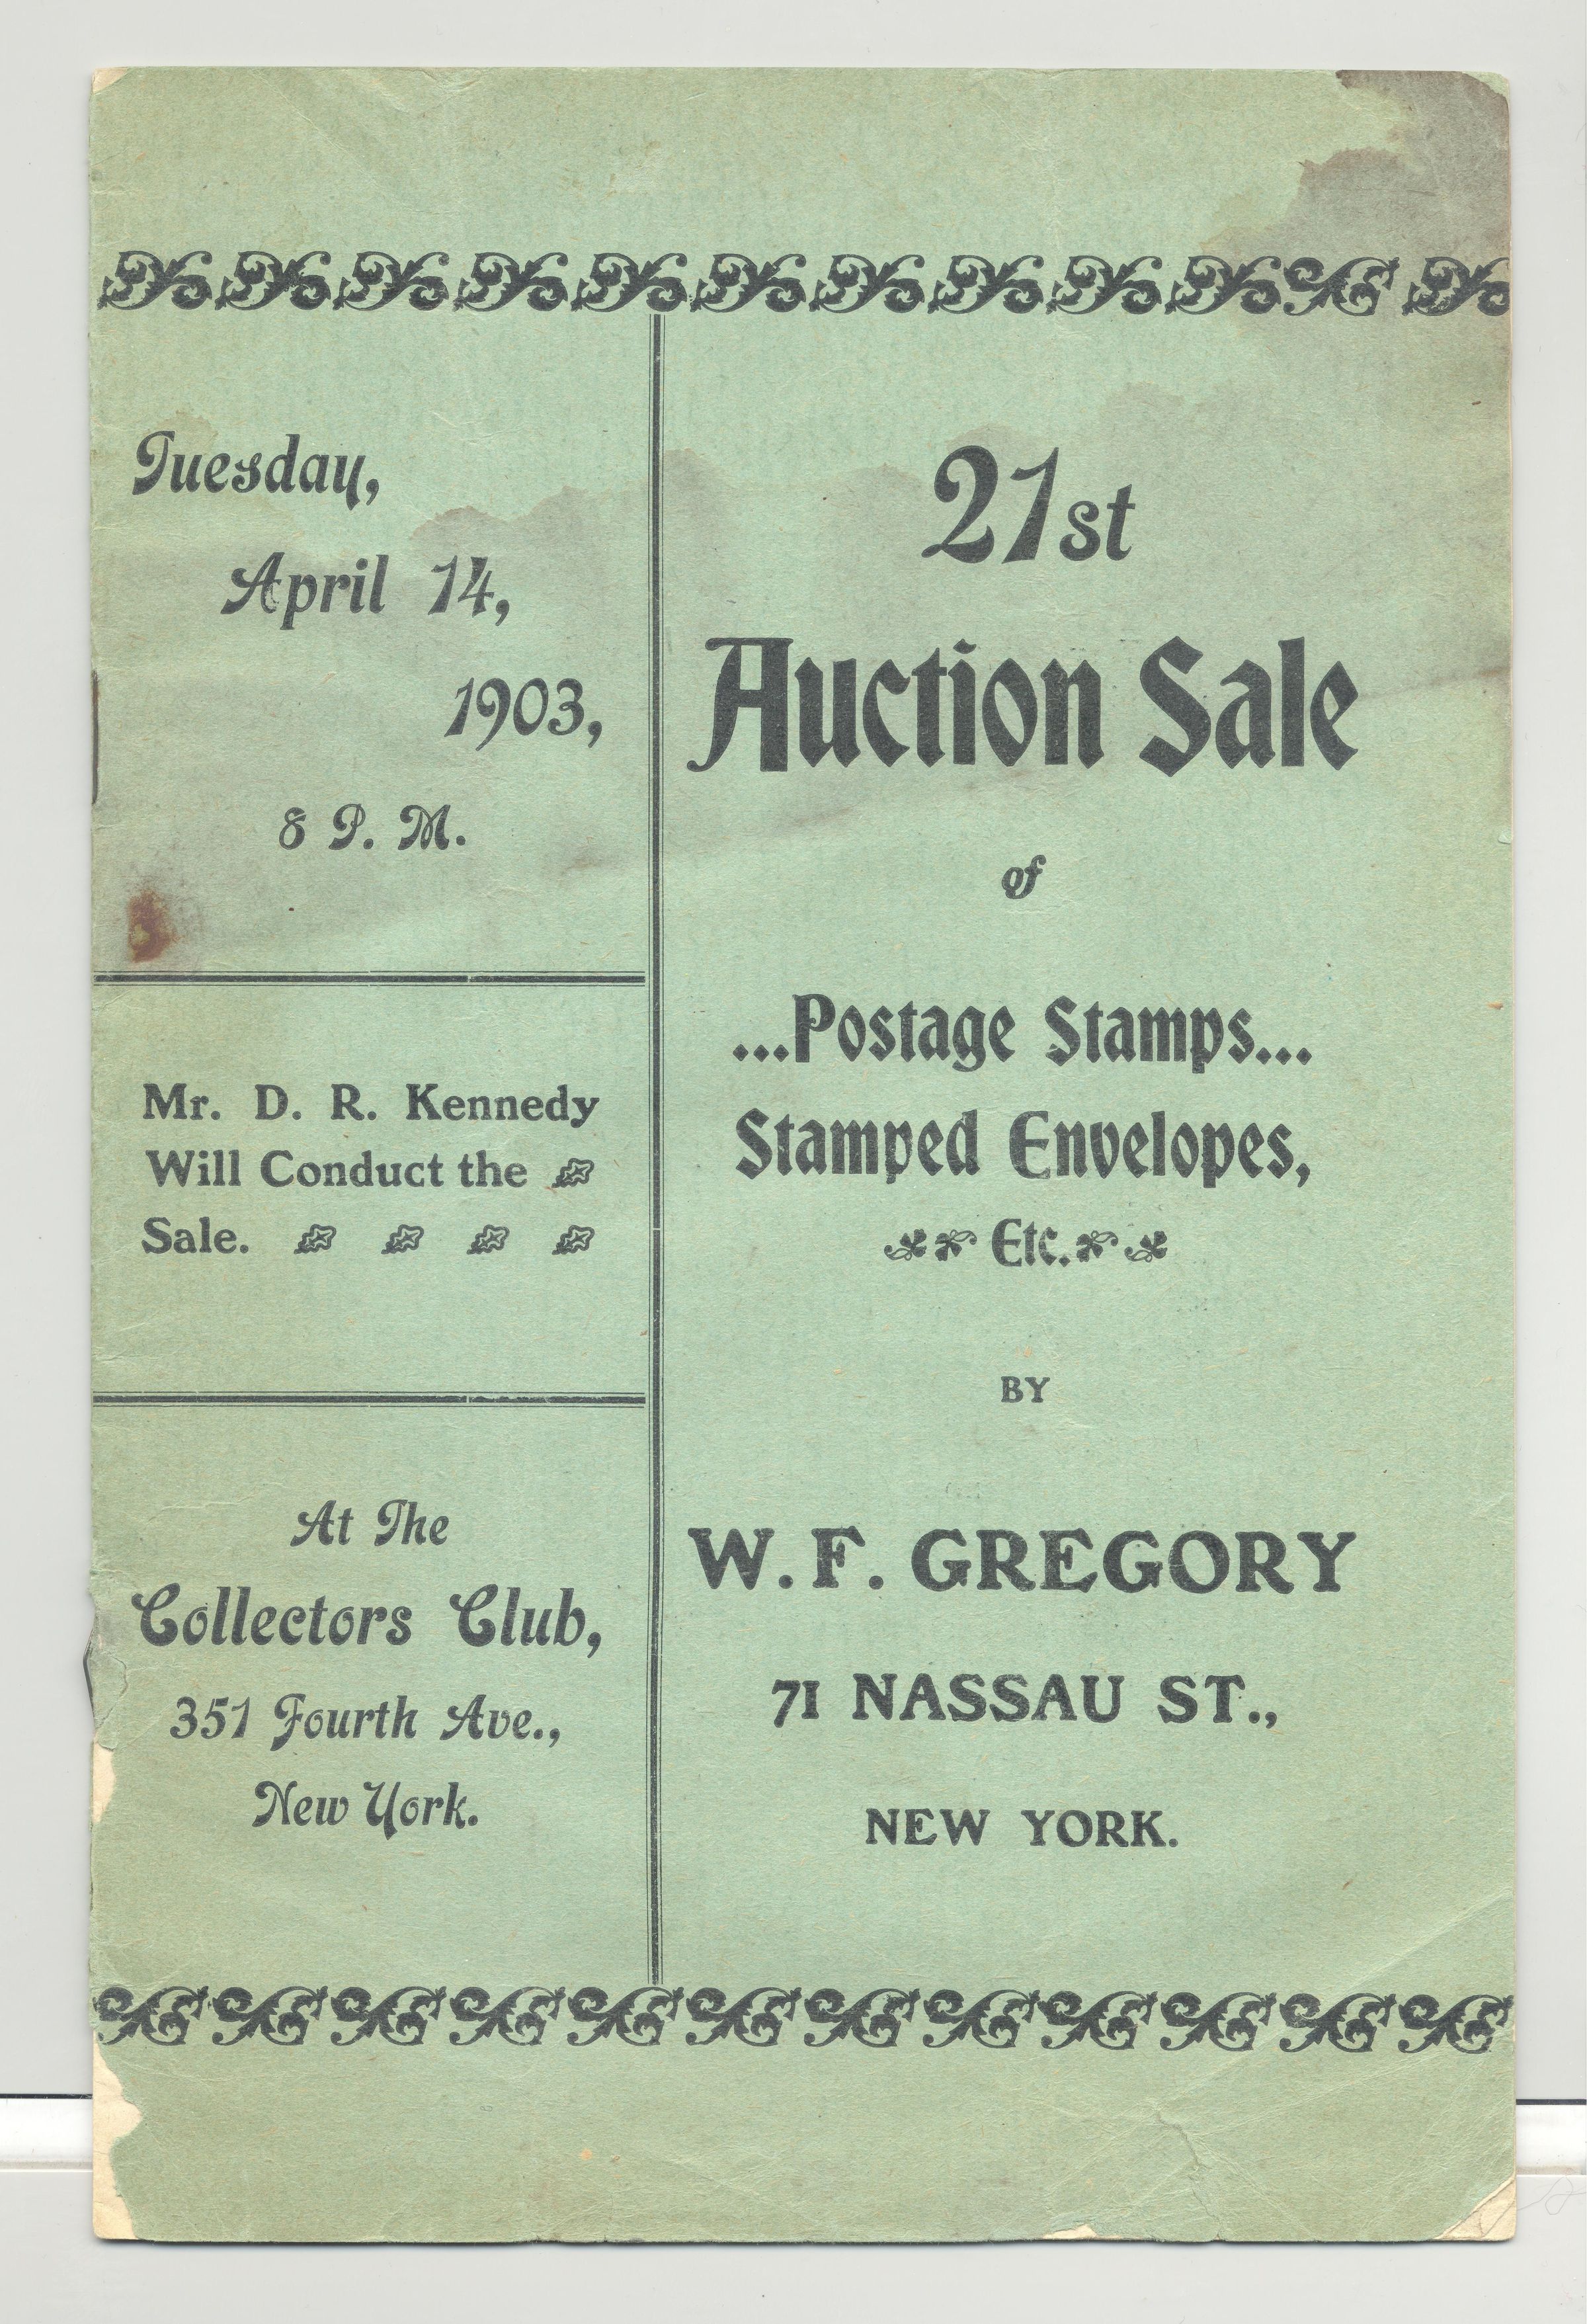 Tuesday,
April 14,
1903,
8 P. M.
Mr. D. R. Kennedy
Will Conduct the
Sale.
At The
Collectors Club,
351 Fourth Ave.,
New York.
21st
Auction Sale
of
...Postage Stamps...
Stamped Envelopes,
Etc.
BY
W. F. GREGORY
71 NASSAU ST.,
NEW YORK.